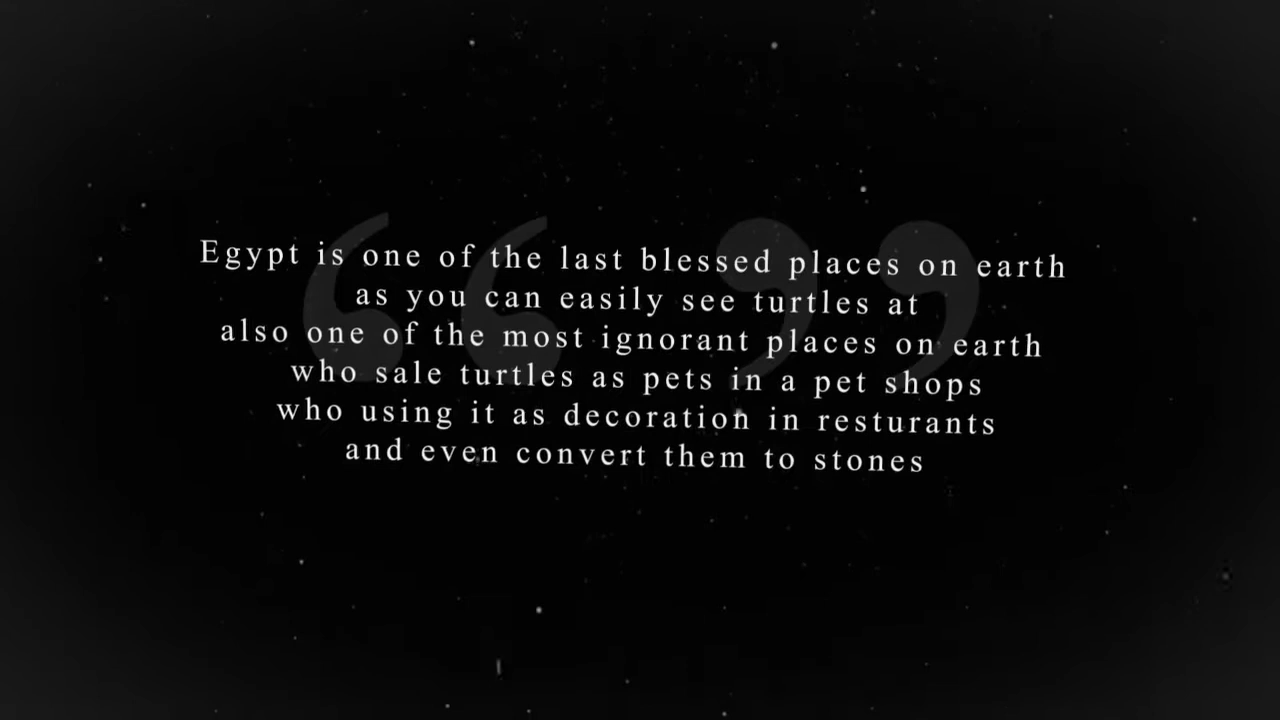 Egypt is one of the last blessed places on earth
as you can easily see turtles at
also one of the most ignorant places on earth
who sale turtles as pets in a pet shops
who using it as decoration in resturants
and even convert them to stones